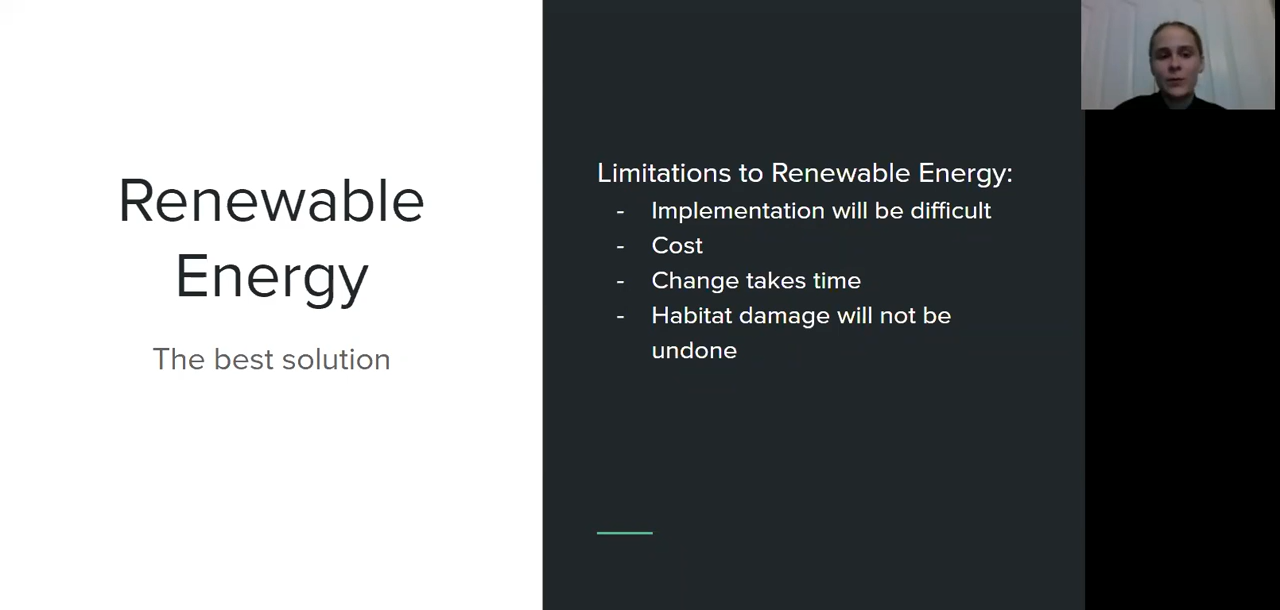 Renewable
Energy
The best solution
Limitations to Renewable Energy:
- Implementation will be difficult
- Cost
- Change takes time
- Habitat damage will not be
undone